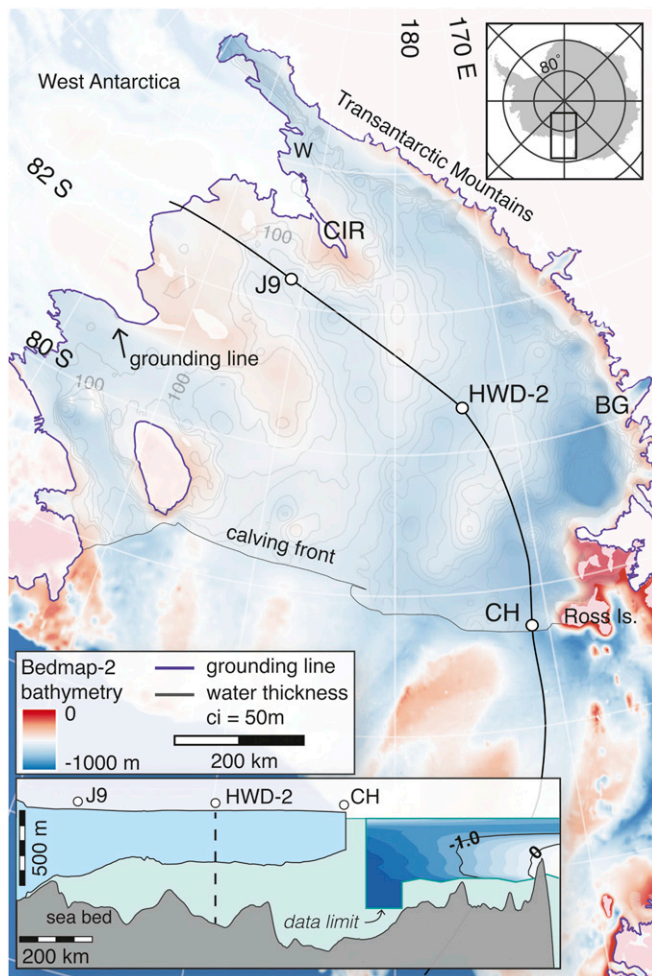 180
170 E
80°
West Antarctica
Transantarctic Mountains
W
82 S
CIR
100
J9
80 S
grounding line
100
100
HWD-2
BG
calving front
CH
Ross Is.
Bedmap-2
bathymetry
0
-1000 m
grounding line
water thickness
ci = 50m
200 km
J9
HWD-2
CH
500 m
-1.0
0
sea bed
data limit
200 km